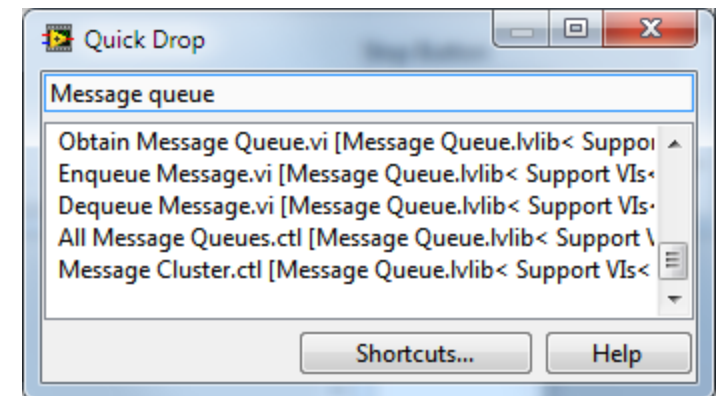 Quick Drop
Message queue
Obtain Message Queue.vi [Message Queue.lvlib< Suppor
Enqueue Message.vi [Message Queue.lvlib< Support VIs<
Dequeue Message.vi [Message Queue.lvlib< Support VIs<
All Message Queues.ctl [Message Queue.lvlib< Support V
Message Cluster.ctl [Message Queue.lvlib< Support VIs<
Shortcuts... Help